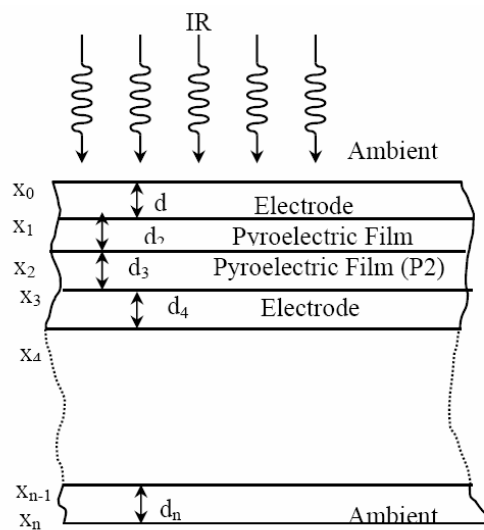 IR
Ambient
x0
d
Electrode
x1
d2
Pyroelectric Film
x2
d3
Pyroelectric Film (P2)
x3
d4
Electrode
x4
xn-1
dn
Ambient
xn